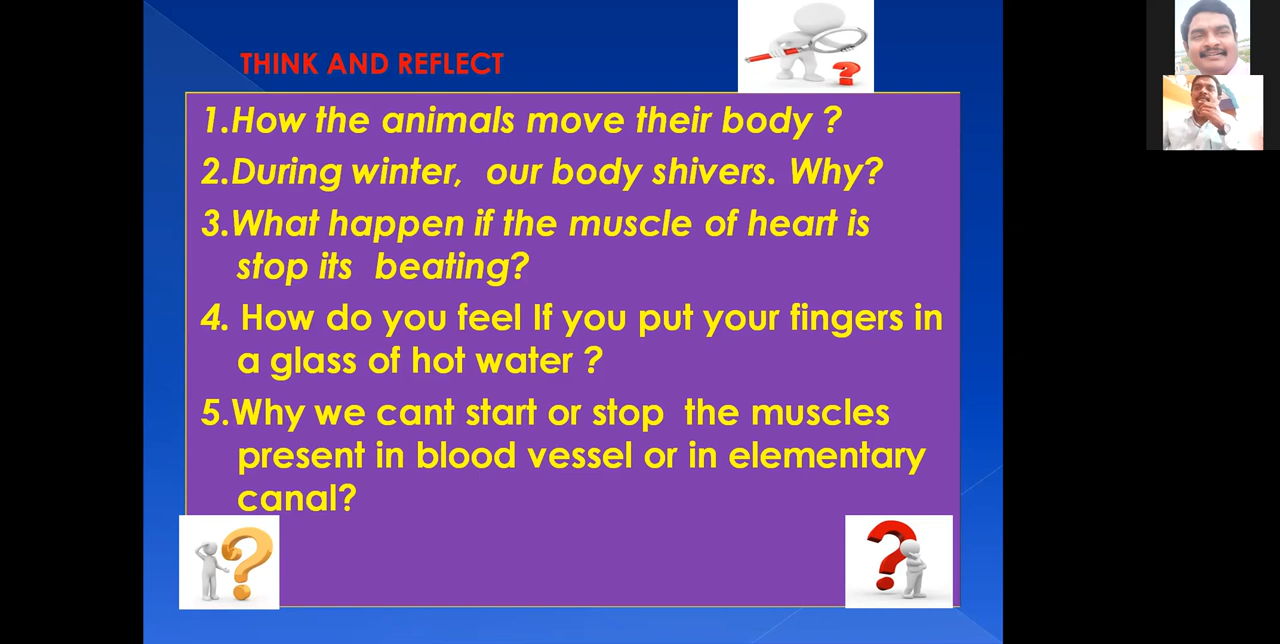 THINK AND REFLECT
1.How the animals move their body ?
2.During winter, our body shivers. Why?
3.What happen if the muscle of heart is
stop its beating?
4. How do you feel If you put your fingers in
a glass of hot water ?
5.Why we cant start or stop the muscles
present in blood vessel or in elementary
canal?